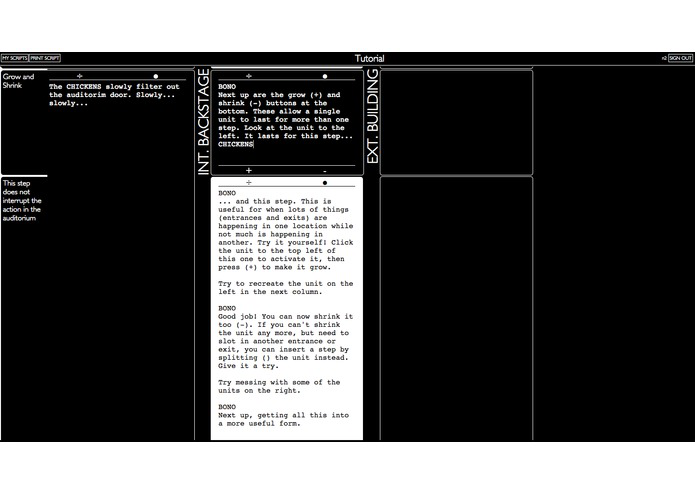 MY SCRIPTS PRINT SCRIPT
Tutorial
n2 SIGN OUT
Grow and
Shrink
÷
The CHICKENS slowly filter out
the auditorim door. Slowly...
slowly...
INT. BACKSTAGE
÷
BONO
Next up are the grow (+) and
shrink (-) buttons at the
bottom. These allow a single
unit to last for more than one
step. Look at the unit to the
left. It lasts for this step...
CHICKENS
+ -
EXT. BUILDING
This step
does not
interrupt the
action in the
auditorium
÷
BONO
... and this step. This is
useful for when lots of things
(entrances and exits) are
happening in one location while
not much is happening in
another. Try it yourself! Click
the unit to the top left of
this one to activate it, then
press (+) to make it grow.
Try to recreate the unit on the
left in the next column.
BONO
Good job! You can now shrink it
too (-). If you can't shrink
the unit any more, but need to
slot in another entrance or
exit, you can insert a step by
splitting () the unit instead.
Give it a try.
Try messing with some of the
units on the right.
BONO
Next up, getting all this into
a more useful form.